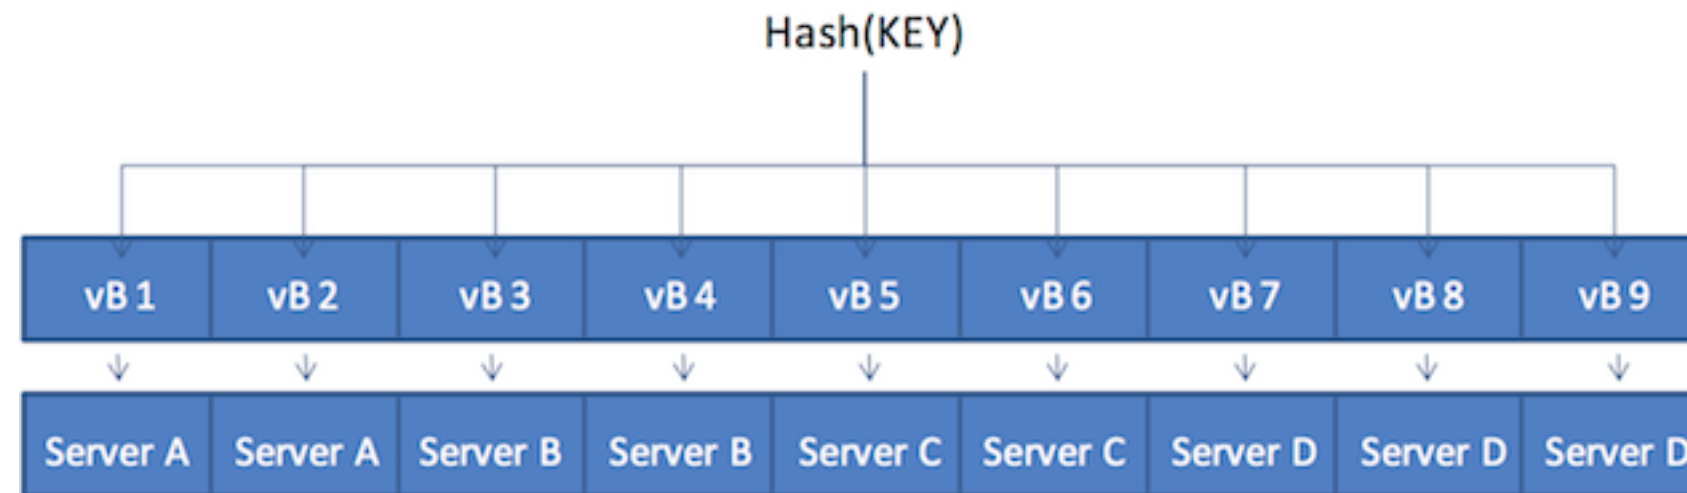 Hash(KEY)
vB 1 vB 2 vB 3 vB 4 vB 5 vB 6 vB 7 vB 8 vB 9
Server A Server A Server B Server B Server C Server C Server D Server D Server D